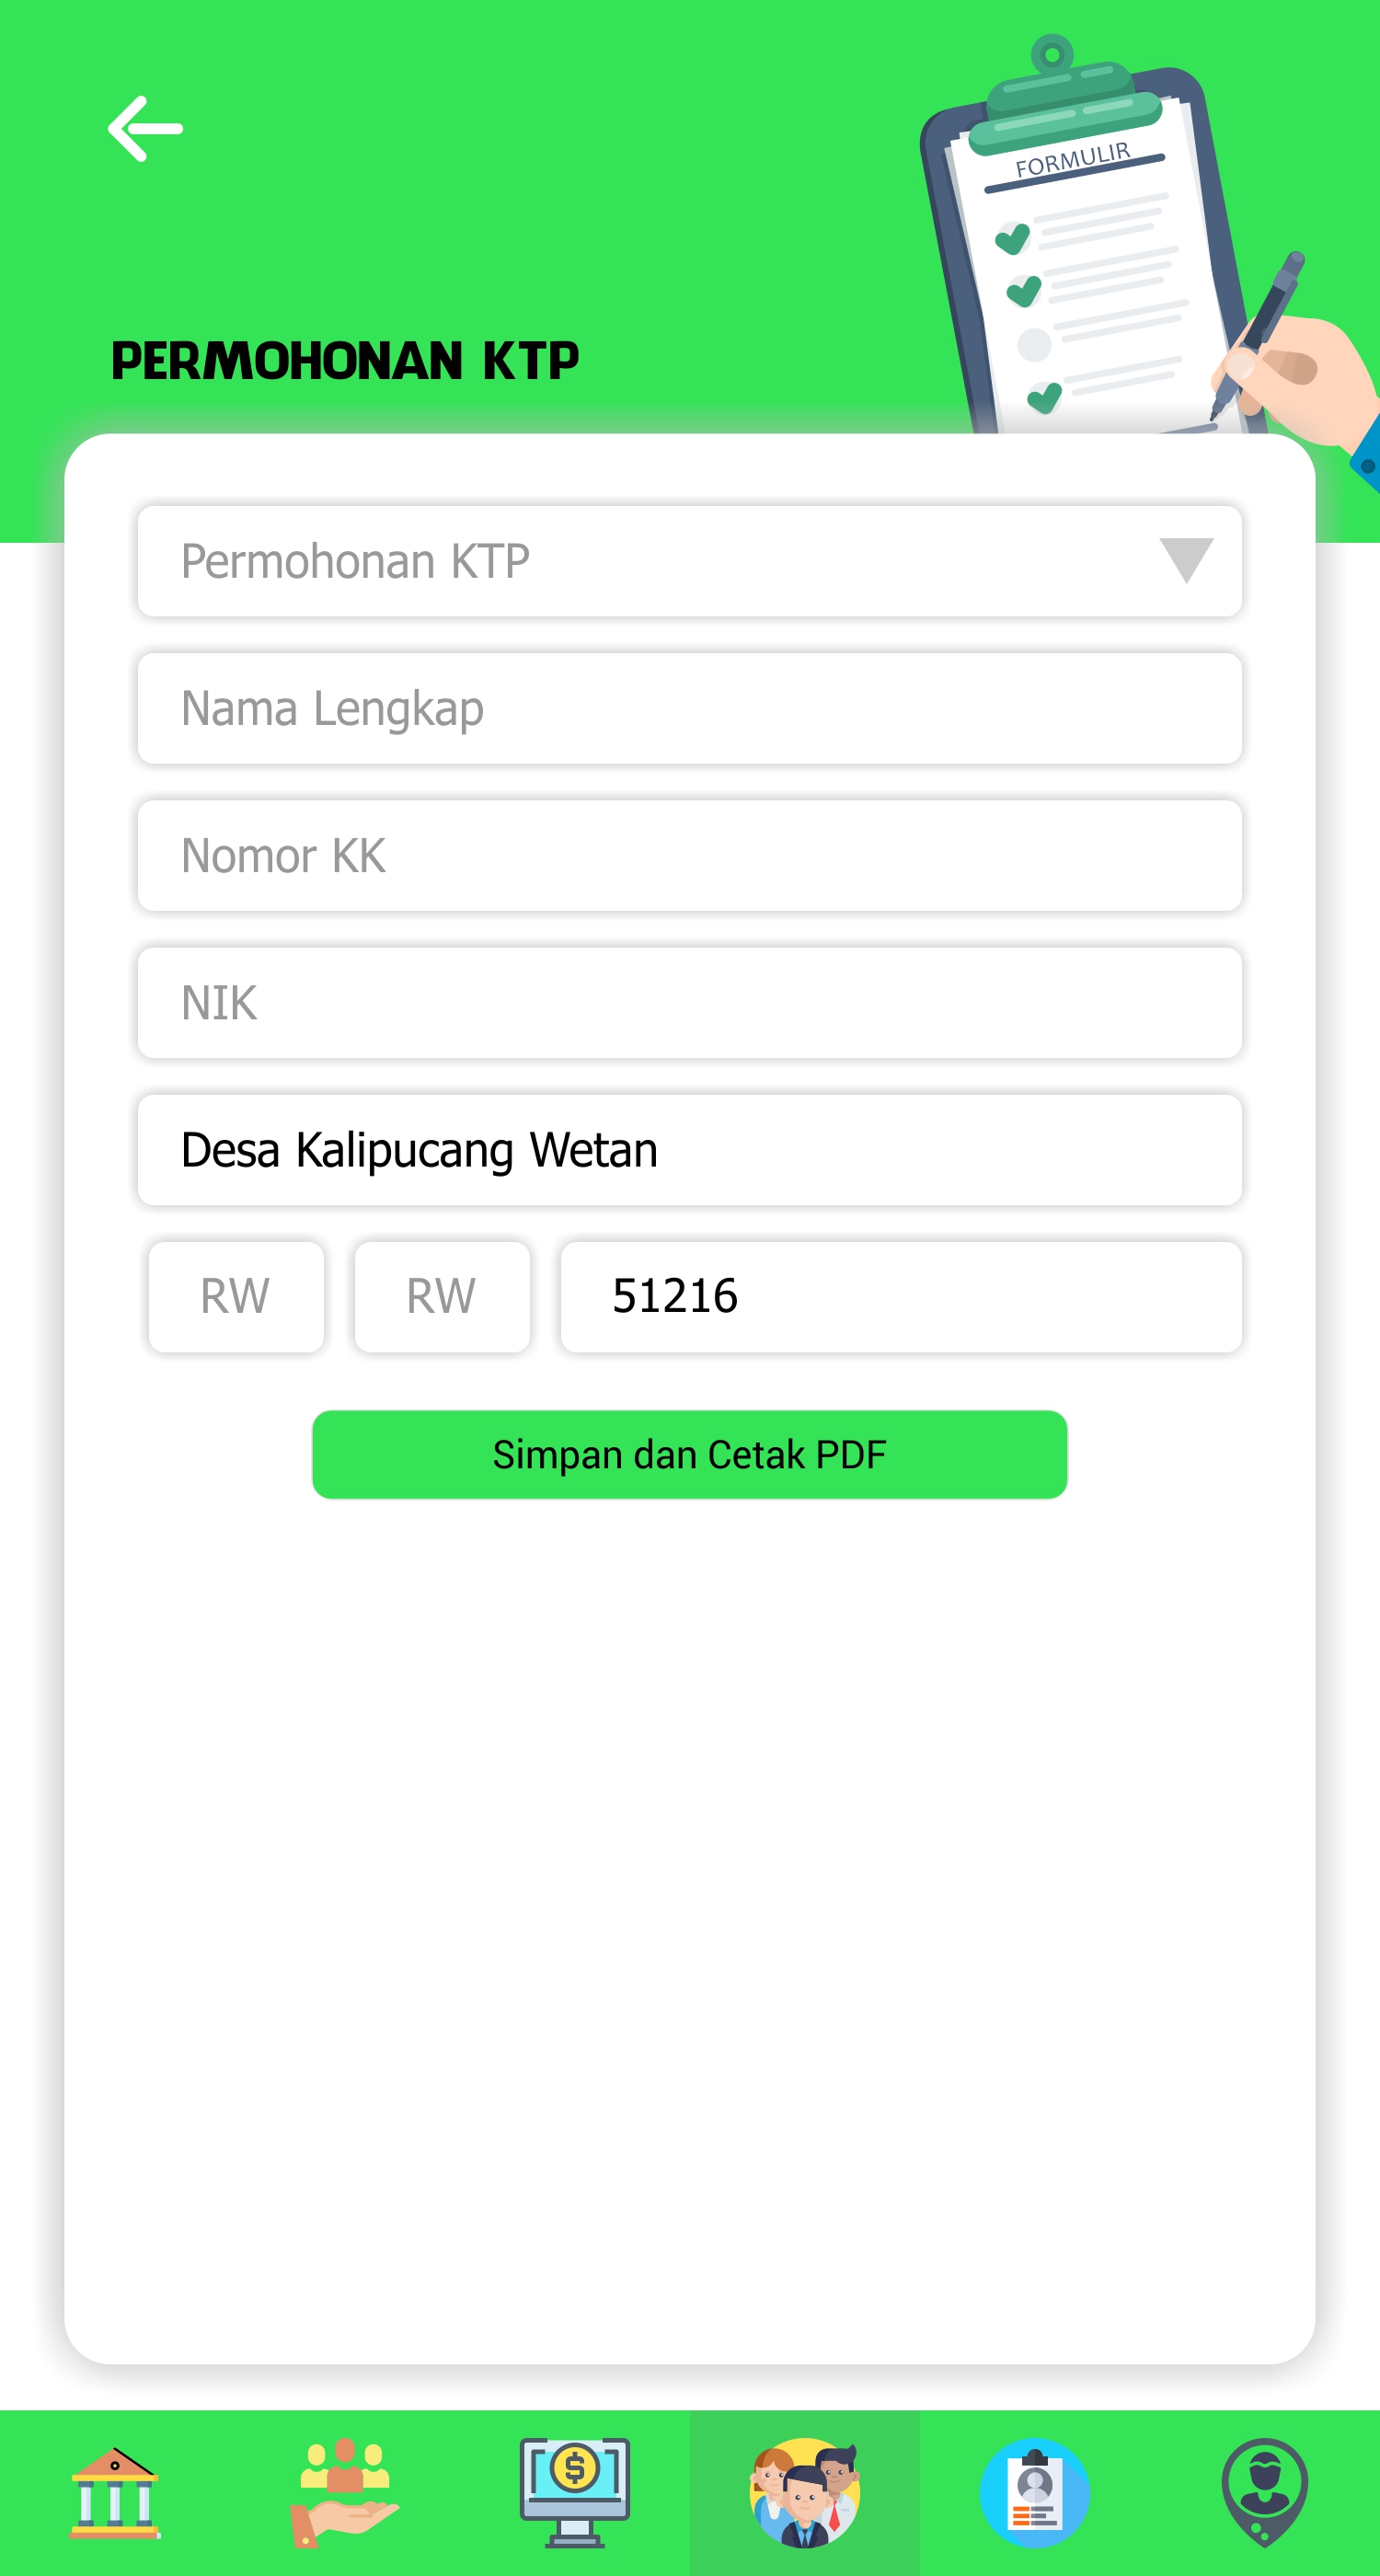 FORMULIR
PERMOHONAN KTP
Permohonan KTP
Nama Lengkap
Nomor KK
NIK
Desa Kalipucang Wetan
RW RW 51216
Simpan dan Cetak PDF
$